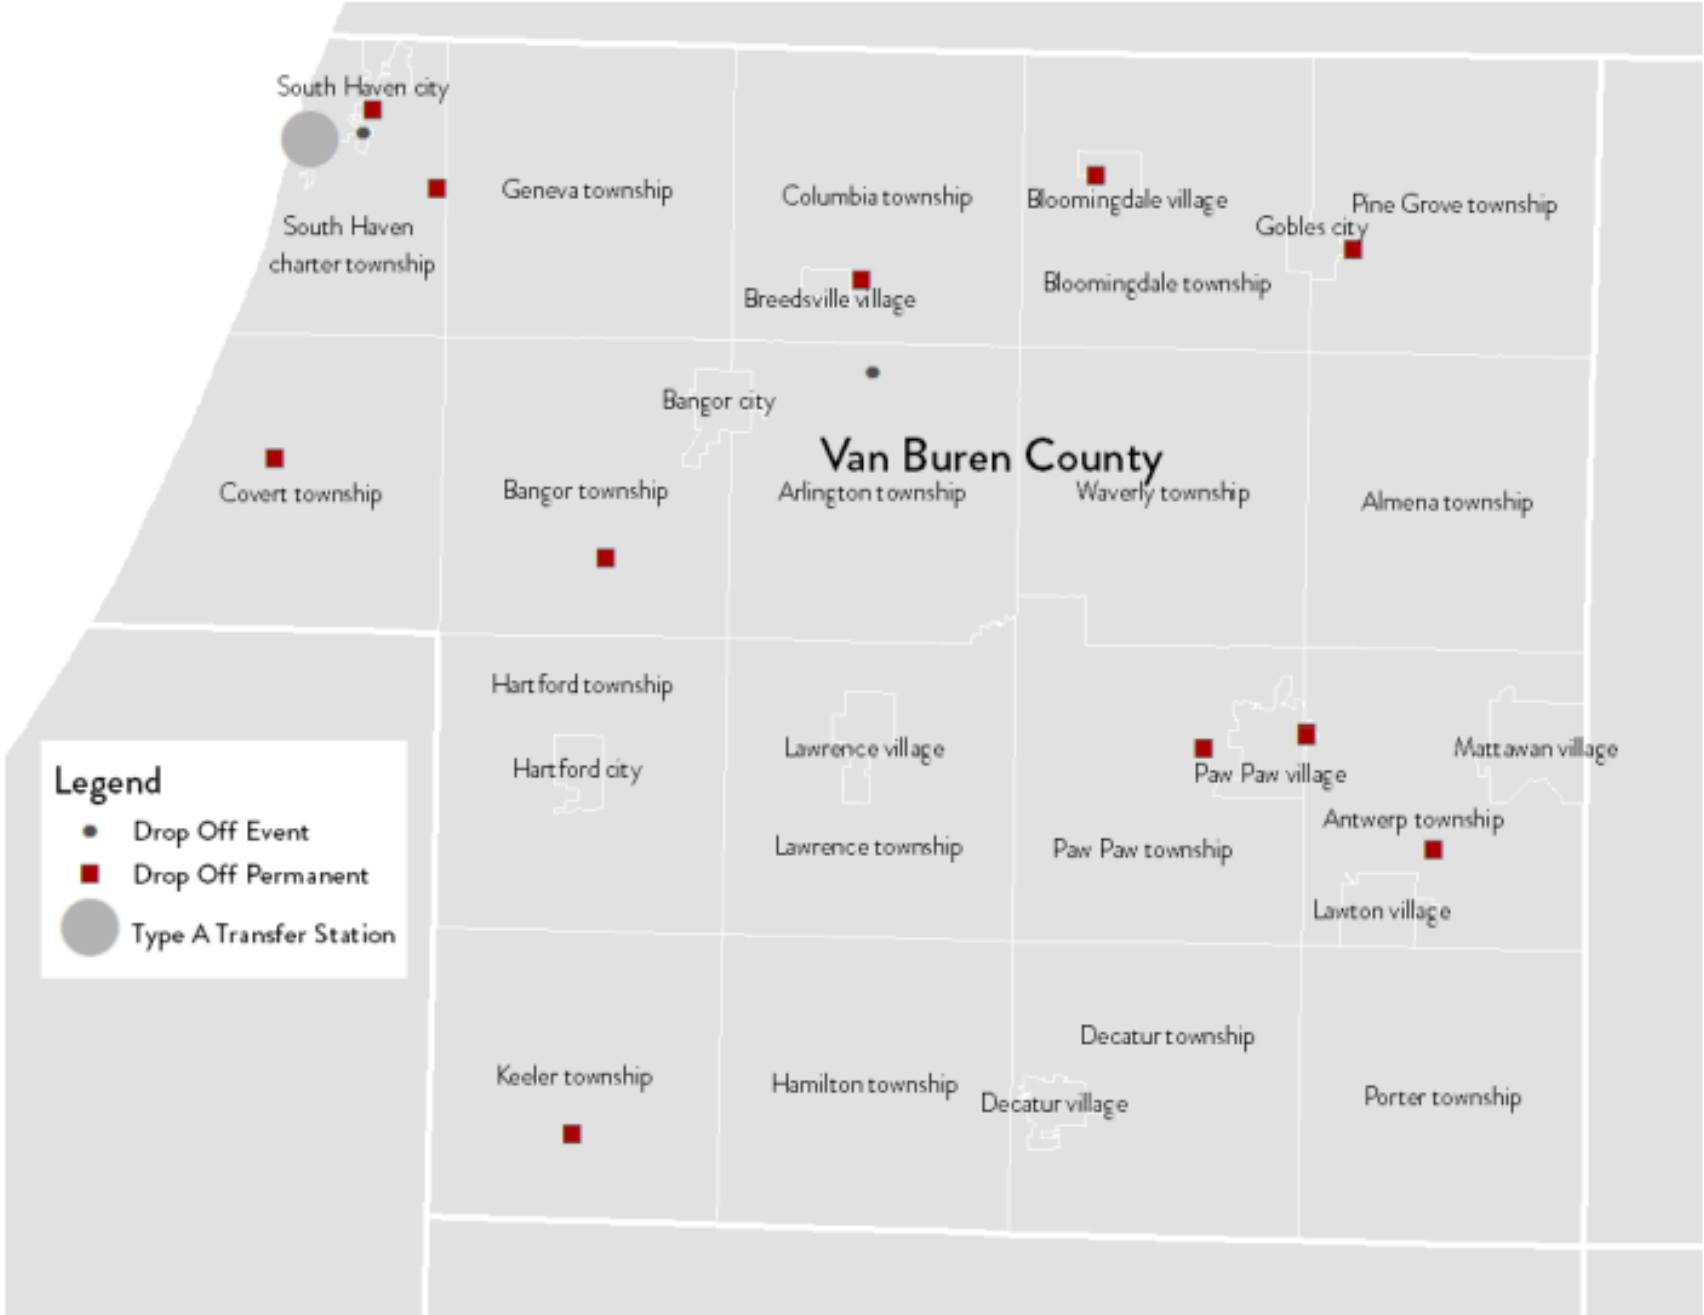 South Haven city
Geneva township
Columbia township
Bloomingdale village
Pine Grove township
Gobles city
South Haven
charter township
Breedsville village
Bloomingdale township
Bangor city
Van Buren County
Covert township
Bangor township
Arlington township
Waverly township
Almena township
Hartford township
Hartford city
Lawrence village
Paw Paw village
Mattawan village
Antwerp township
Lawrence township
Paw Paw township
Lawton village
Legend
Drop Off Event
Drop Off Permanent
Type A Transfer Station
Decatur township
Keeler township
Hamilton township
Decatur village
Porter township